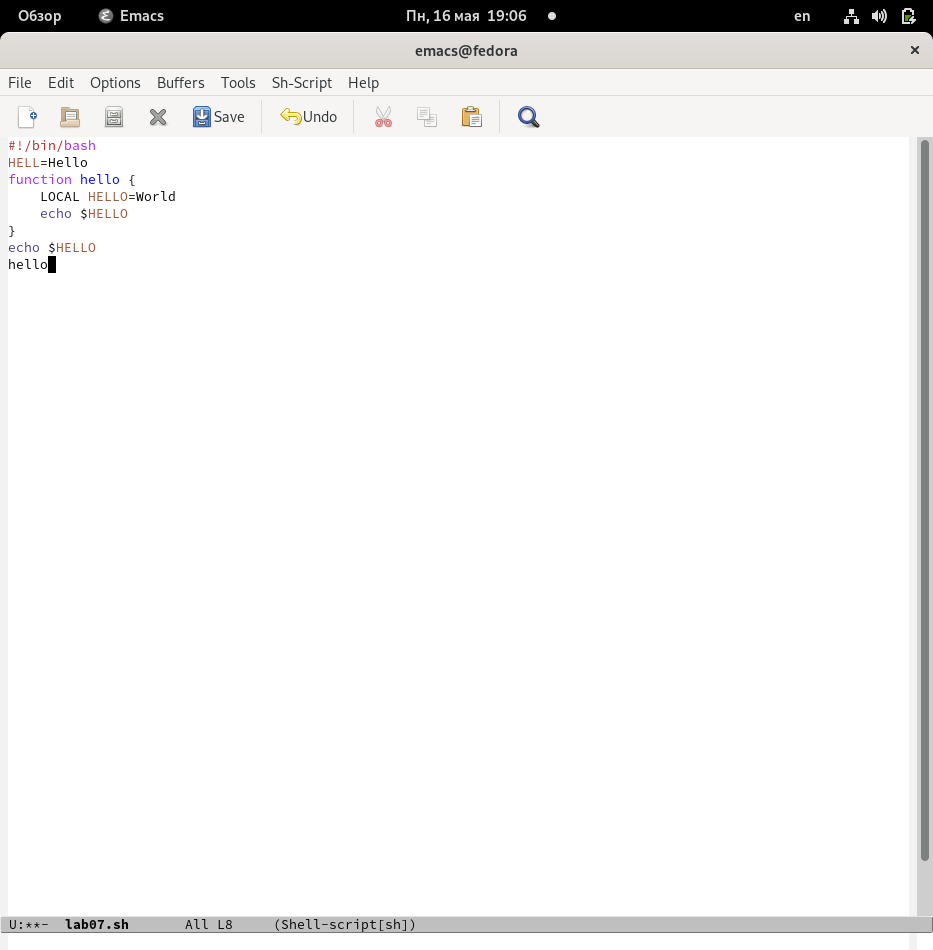 Обзор Emacs Пн, 16 мая 19:06 en
emacs@fedora
File Edit Options Buffers Tools Sh-Script Help
Save Undo
#!/bin/bash
HELL=Hello
function hello {
    LOCAL HELLO=World
    echo $HELLO
}
echo $HELLO
hello
U:**- lab07.sh All L8 (Shell-script[sh])